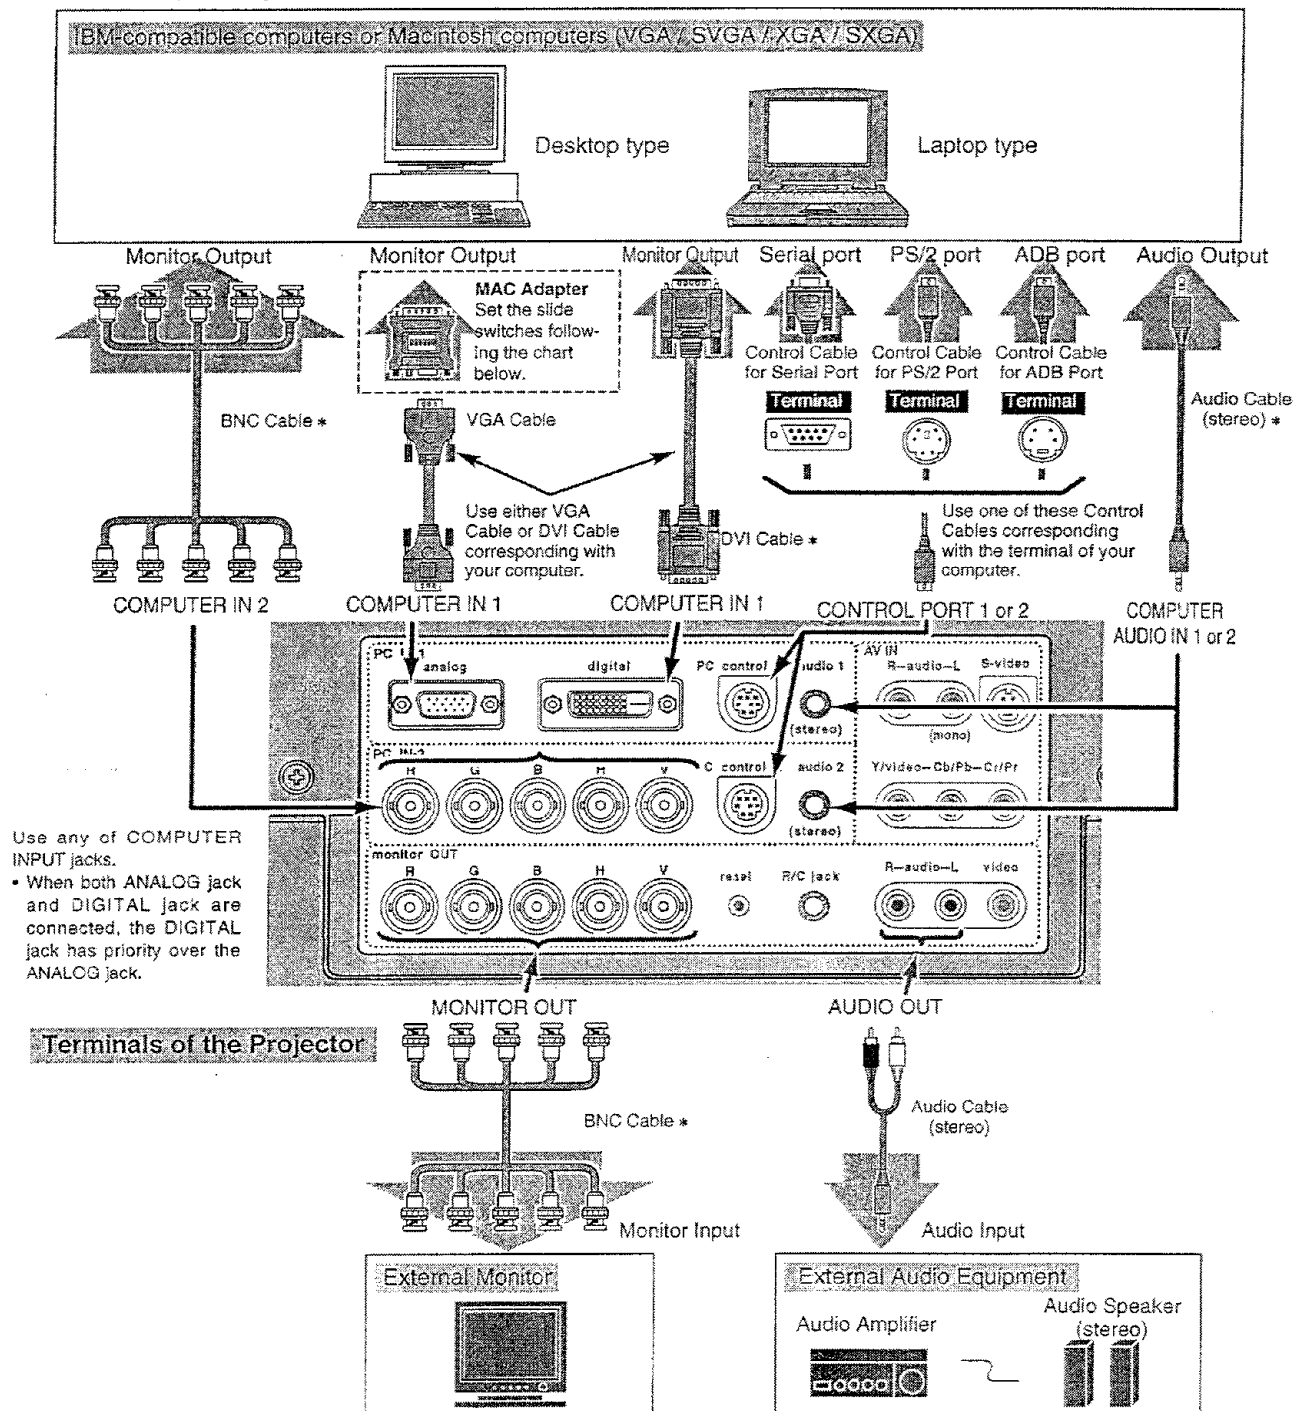 IBM-compatible computers or Macintosh computers (VGA / SVGA / XGA / SXGA)
Desktop type
Laptop type
Monitor Output
Monitor Output
Monitor Output
Serial port
PS/2 port
ADB port
Audio Output
MAC Adapter
Set the slide
switches follow-
ing the chart
below.
Control Cable
for Serial Port
Control Cable
for PS/2 Port
Control Cable
for ADB Port
Terminal
Terminal
Terminal
BNC Cable *
VGA Cable
Audio Cable
(stereo) *
Use either VGA
Cable or DVI Cable
corresponding with
your computer.
DVI Cable *
Use one of these Control
Cables corresponding
with the terminal of your
computer.
COMPUTER IN 2
COMPUTER IN 1
COMPUTER IN 1
CONTROL PORT 1 or 2
COMPUTER
AUDIO IN 1 or 2
PC
analog
digital
PC control
audio 1
(stereo)
AV IN
R-audio-L
S-video
(mono)
PC IN-2
R
G
B
H
V
C control
audio 2
(stereo)
Y/video-Cb/Pb-Cr/Pr
Use any of COMPUTER
INPUT jacks.
• When both ANALOG jack
and DIGITAL jack are
connected, the DIGITAL
jack has priority over the
ANALOG jack.
monitor OUT
R
G
B
H
V
reset
R/C jack
R-audio-L
video
MONITOR OUT
AUDIO OUT
Terminals of the Projector
BNC Cable *
Audio Cable
(stereo)
Monitor Input
Audio Input
External Monitor
External Audio Equipment
Audio Amplifier
Audio Speaker
(stereo)